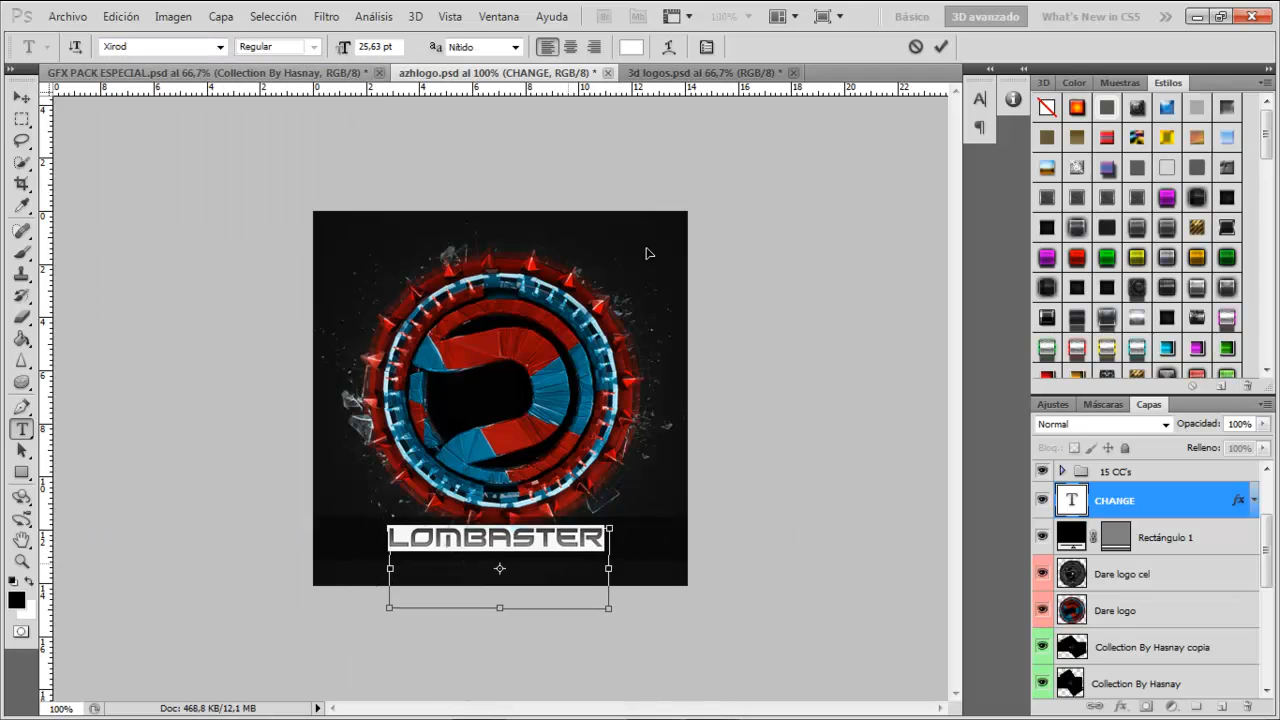 Ps Archivo Edición Imagen Capa Selección Filtro Análisis 3D Vista Ventana Ayuda Br Mb 100% Básico 3D avanzado What's New in CS5
T Xirod Regular 25,63 pt Nítido
GFX PACK ESPECIAL.psd al 66,7% (Collection By Hasnay, RGB/8) * azhlogo.psd al 100% (CHANGE, RGB/8) * 3d logos.psd al 66,7% (RGB/8) *
3D Color Muestras Estilos
LOMBASTER
Ajustes Máscaras Capas
Normal Opacidad: 100%
Bloq.: Relleno: 100%
15 CC's
T CHANGE fx
Rectángulo 1
Dare logo cel
Dare logo
Collection By Hasnay copia
Collection By Hasnay
100% Doc: 468,8 KB/12,1 MB